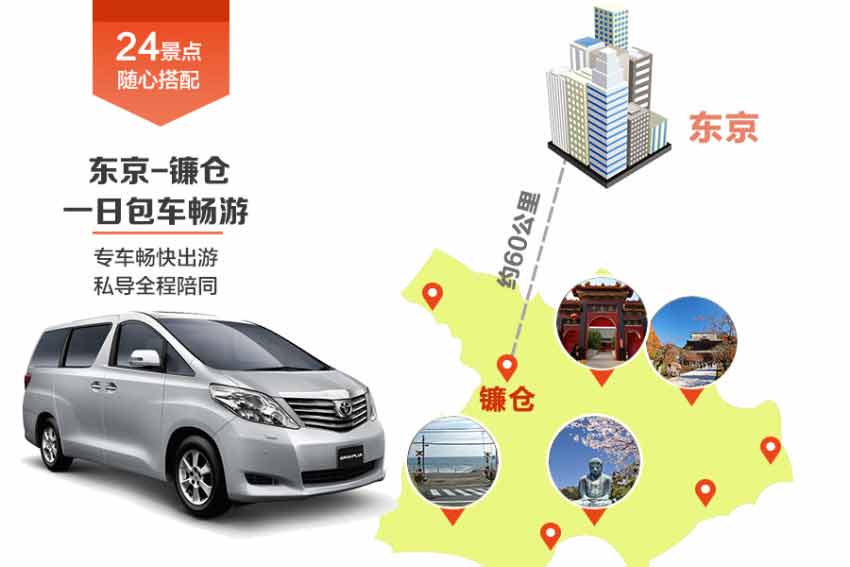 24景点
随心搭配
东京-镰仓
一日包车畅游
专车畅快出游
私导全程陪同
东京
约60公里
镰仓